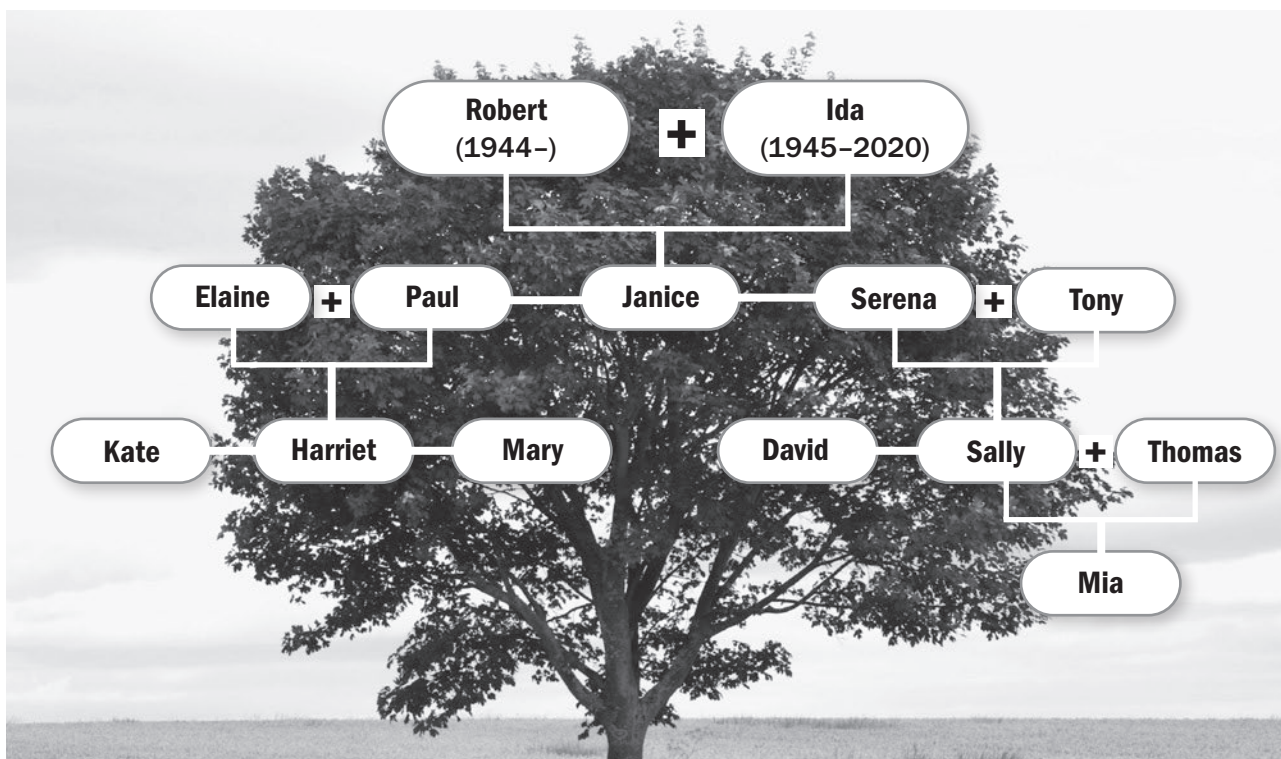 Robert
(1944–)
+
Ida
(1945–2020)
Elaine
+
Paul
Janice
Serena
+
Tony
Kate
Harriet
Mary
David
Sally
+
Thomas
Mia